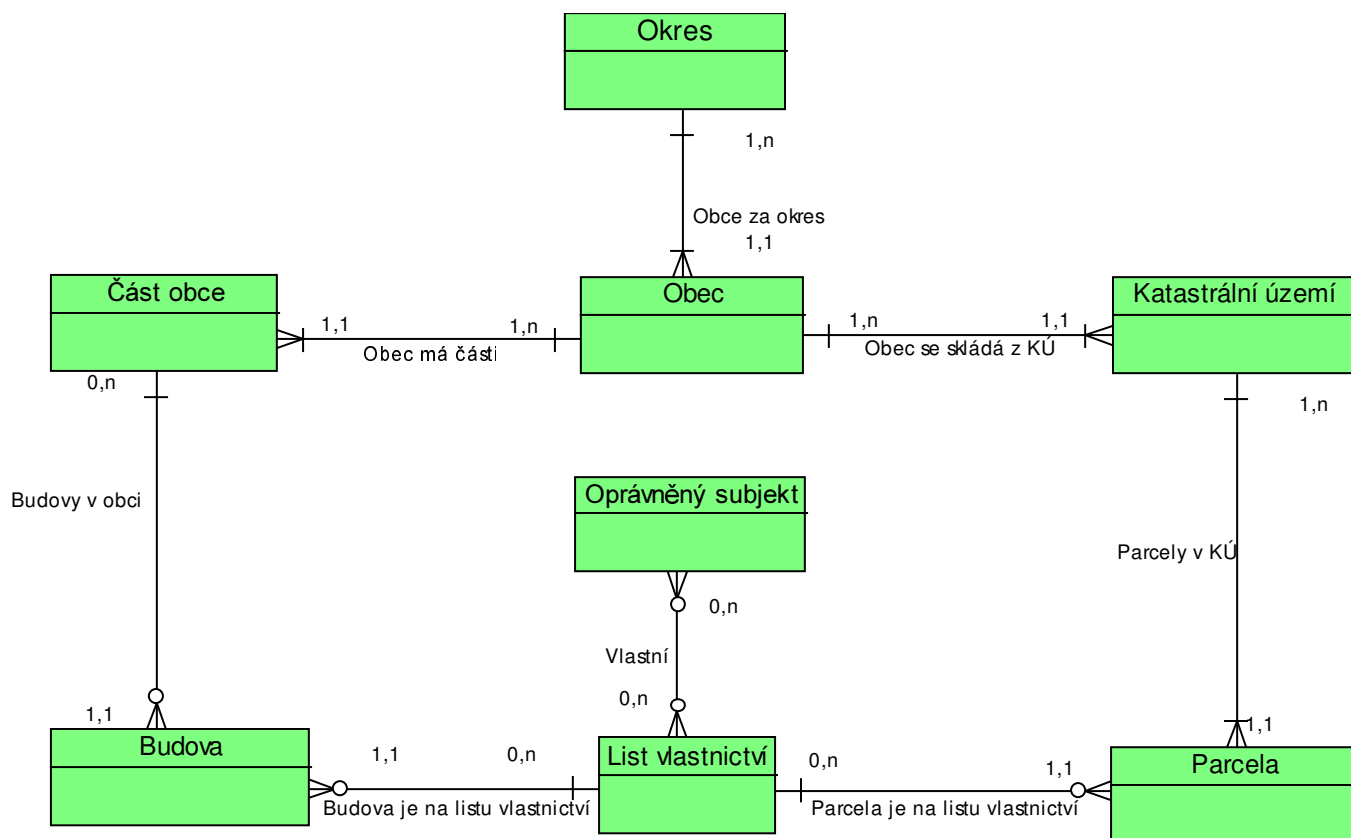 Okres
1,n
Obce za okres
1,1
Část obce
Obec
Katastrální území
1,1
1,n
Obec má části
1,n
1,1
Obec se skládá z KÚ
0,n
1,n
Budovy v obci
Oprávněný subjekt
Parcely v KÚ
0,n
Vlastní
0,n
1,1
1,1
Budova
List vlastnictví
Parcela
1,1
0,n
Budova je na listu vlastnictví
0,n
1,1
Parcela je na listu vlastnictví